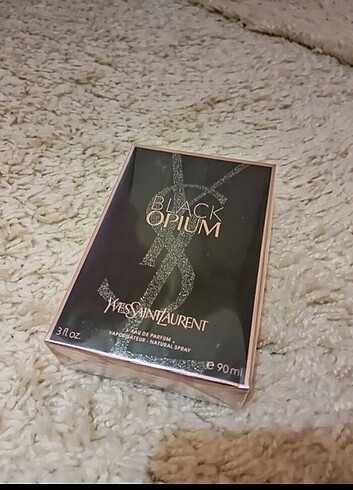 BLACK
OPIUM
YVESSAINTLAURENT
• EAU DE PARFUM •
VAPORISATEUR - NATURAL SPRAY
3 fl.oz. ℮ 90 ml